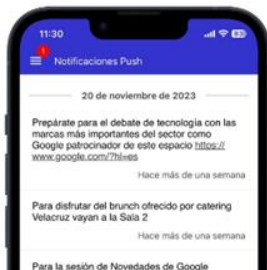 11:30
63
1
Notificaciones Push
20 de noviembre de 2023
Prepárate para el debate de tecnología con las
marcas más importantes del sector como
Google patrocinador de este espacio https://
www.google.com/?hl=es
Hace más de una semana
Para disfrutar del brunch ofrecido por catering
Velacruz vayan a la Sala 2
Hace más de una semana
Para la sesión de Novedades de Google